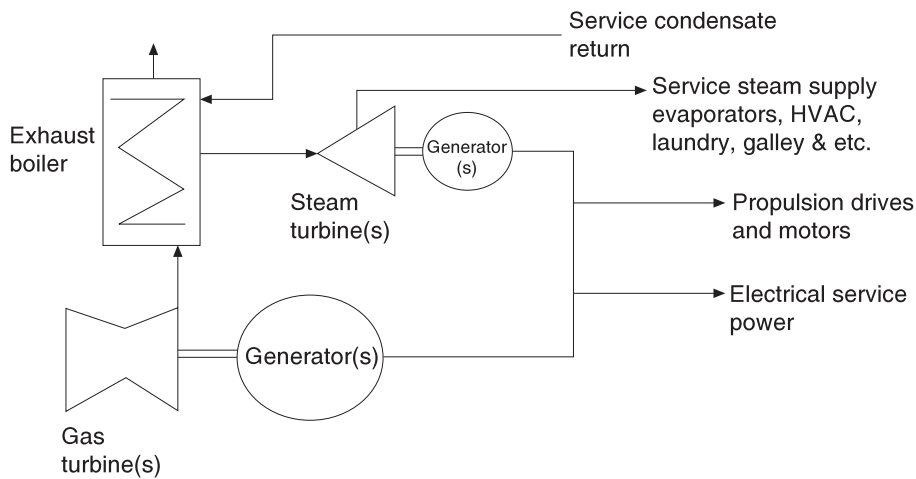 Service condensate
return
Service steam supply
evaporators, HVAC,
laundry, galley & etc.
Exhaust
boiler
Generator
(s)
Steam
turbine(s)
Propulsion drives
and motors
Electrical service
power
Generator(s)
Gas
turbine(s)